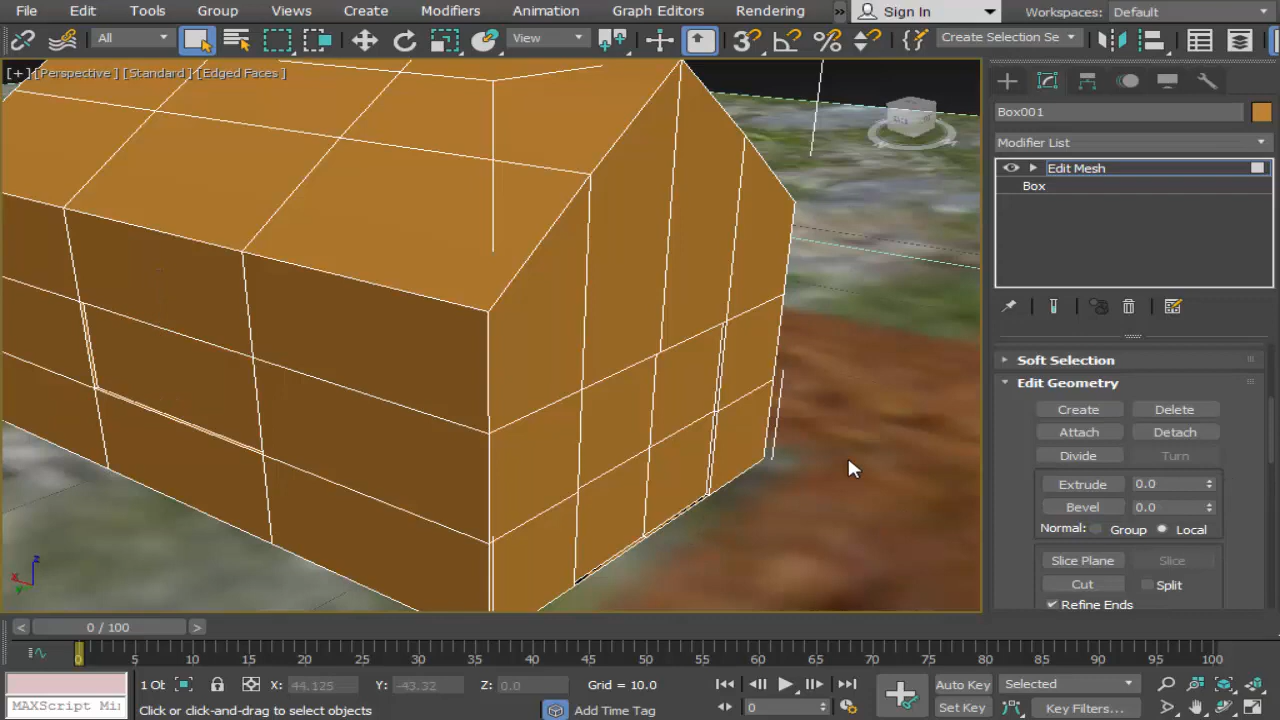 File Edit Tools Group Views Create Modifiers Animation Graph Editors Rendering » Sign In Workspaces: Default
All View 3 % Create Selection Se
[+] [Perspective ] [Standard ] [Edged Faces ]
Box001
Modifier List
Edit Mesh
Box
Soft Selection
Edit Geometry
Create Delete
Attach Detach
Divide Turn
Extrude 0.0
Bevel 0.0
Normal: Group Local
Slice Plane Slice
Cut Split
Refine Ends
< 0 / 100 >
0 5 10 15 20 25 30 35 40 45 50 55 60 65 70 75 80 85 90 95 100
1 Ob X: 44.125 Y: -43.32 Z: 0.0 Grid = 10.0 Auto Key Selected
MAXScript Mi Click or click-and-drag to select objects Add Time Tag 0 Set Key Key Filters...
z
x
y